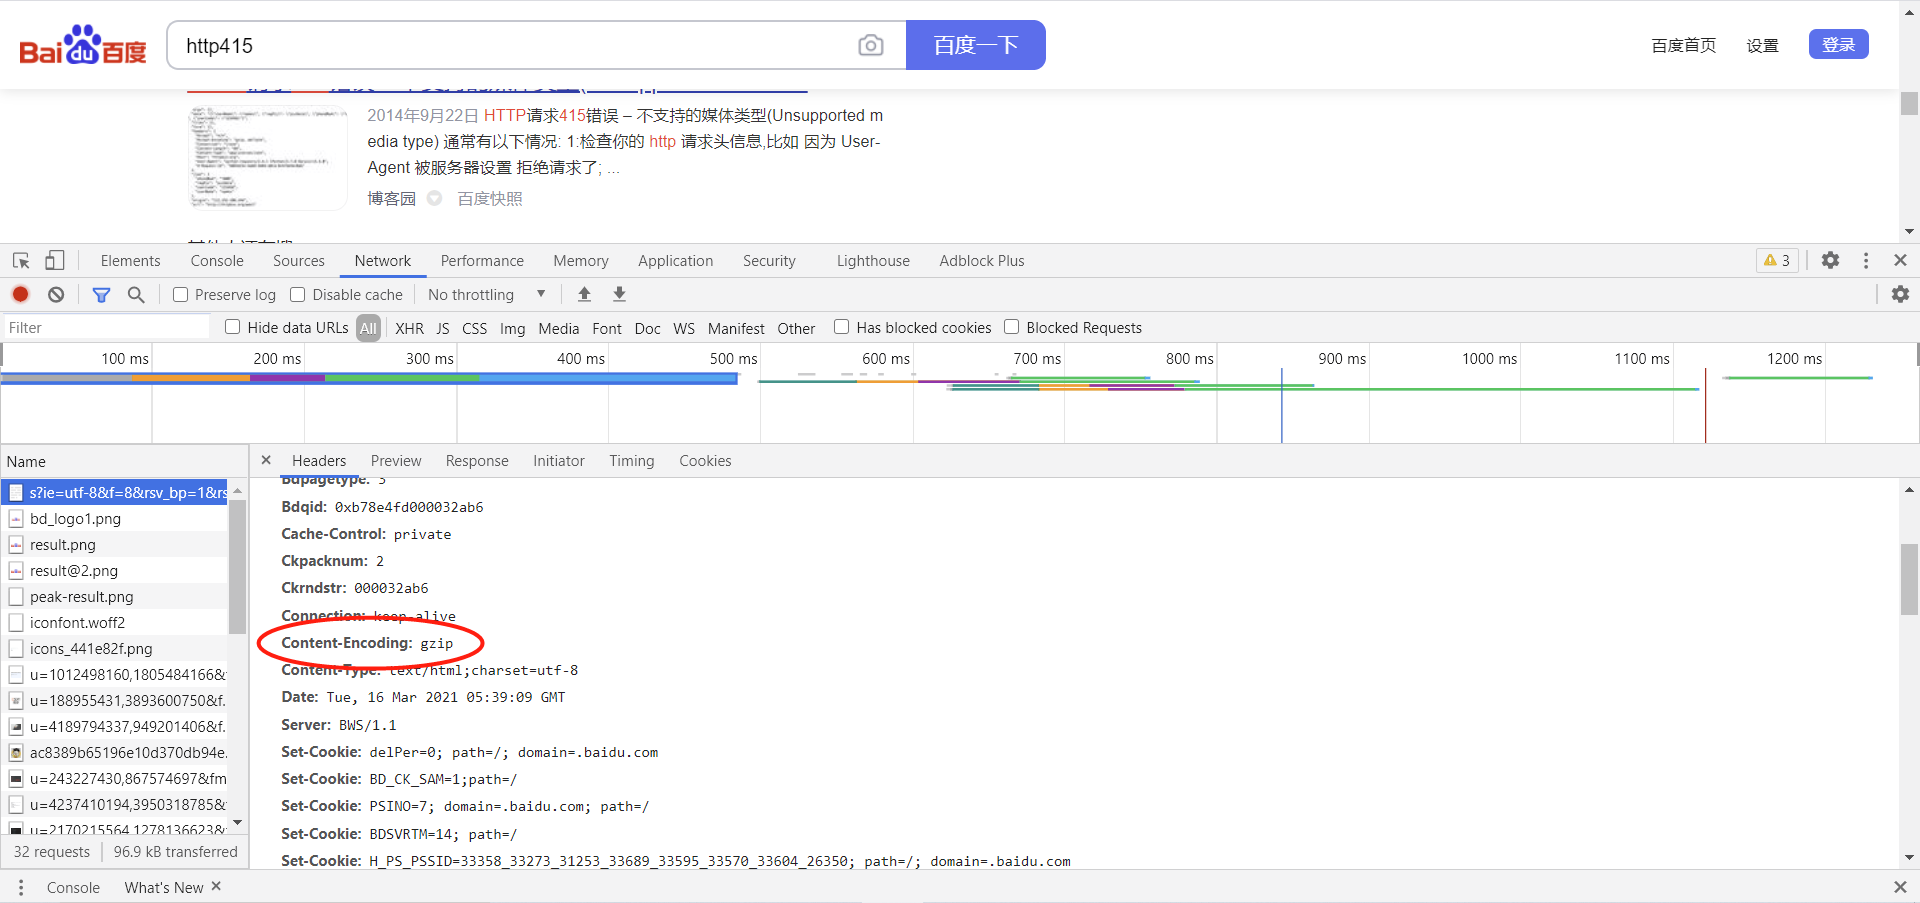 Bai du 百度
http415
百度一下
百度首页
设置
登录
2014年9月22日 HTTP请求415错误 – 不支持的媒体类型(Unsupported m
edia type) 通常有以下情况: 1:检查你的 http 请求头信息,比如 因为 User-
Agent 被服务器设置 拒绝请求了; ...
博客园 百度快照
Elements Console Sources Network Performance Memory Application Security Lighthouse Adblock Plus 3
Preserve log Disable cache No throttling
Filter Hide data URLs All XHR JS CSS Img Media Font Doc WS Manifest Other Has blocked cookies Blocked Requests
100 ms 200 ms 300 ms 400 ms 500 ms 600 ms 700 ms 800 ms 900 ms 1000 ms 1100 ms 1200 ms
Name
s?ie=utf-8&f=8&rsv_bp=1&rs
bd_logo1.png
result.png
result@2.png
peak-result.png
iconfont.woff2
icons_441e82f.png
u=1012498160,1805484166&
u=188955431,3893600750&f.
u=4189794337,949201406&f.
ac8389b65196e10d370db94e.
u=243227430,867574697&fm
u=4237410194,3950318785&
u=2170215564,1278136623&
32 requests 96.9 kB transferred
Headers Preview Response Initiator Timing Cookies
Bdpagetype: 3
Bdqid: 0xb78e4fd000032ab6
Cache-Control: private
Ckpacknum: 2
Ckrndstr: 000032ab6
Connection: keep-alive
Content-Encoding: gzip
Content-Type: text/html;charset=utf-8
Date: Tue, 16 Mar 2021 05:39:09 GMT
Server: BWS/1.1
Set-Cookie: delPer=0; path=/; domain=.baidu.com
Set-Cookie: BD_CK_SAM=1;path=/
Set-Cookie: PSINO=7; domain=.baidu.com; path=/
Set-Cookie: BDSVRTM=14; path=/
Set-Cookie: H_PS_PSSID=33358_33273_31253_33689_33595_33570_33604_26350; path=/; domain=.baidu.com
Console What's New